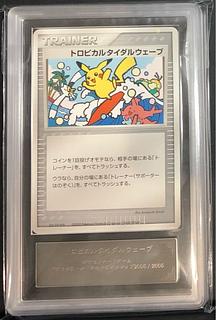 TRAINER
トロピカルタイダルウェーブ
コインを1回投げオモテなら、相手の場にある「ト
レーナー」を、すべてトラッシュする。
ウラなら、自分の場にある「トレーナー(サポーター
はのぞく)」を、すべてトラッシュする。
トロピカルタイダルウェーブ